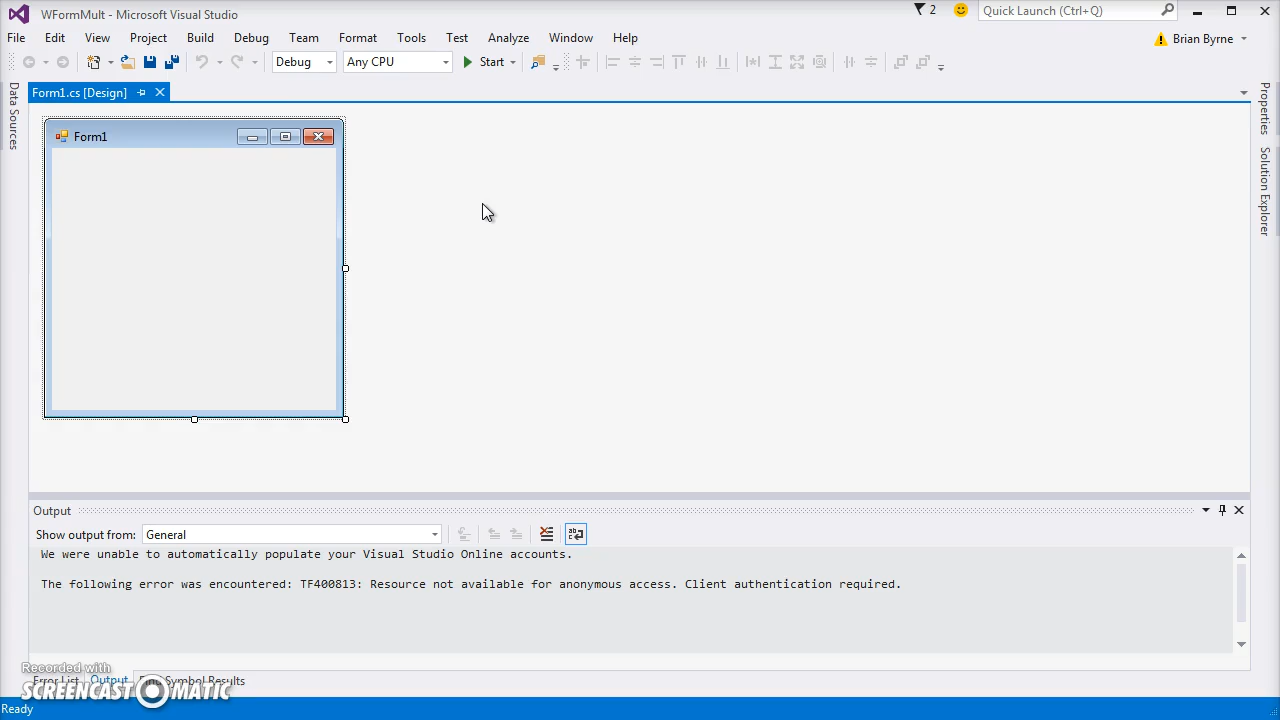 WFormMult - Microsoft Visual Studio
2
Quick Launch (Ctrl+Q)
File Edit View Project Build Debug Team Format Tools Test Analyze Window Help
Brian Byrne
Debug Any CPU Start
Data Sources
Form1.cs [Design]
Properties
Solution Explorer
Form1
Output
Show output from: General
We were unable to automatically populate your Visual Studio Online accounts.
The following error was encountered: TF400813: Resource not available for anonymous access. Client authentication required.
Recorded with
Error List Output Find Symbol Results
SCREENCAST MATIC
Ready